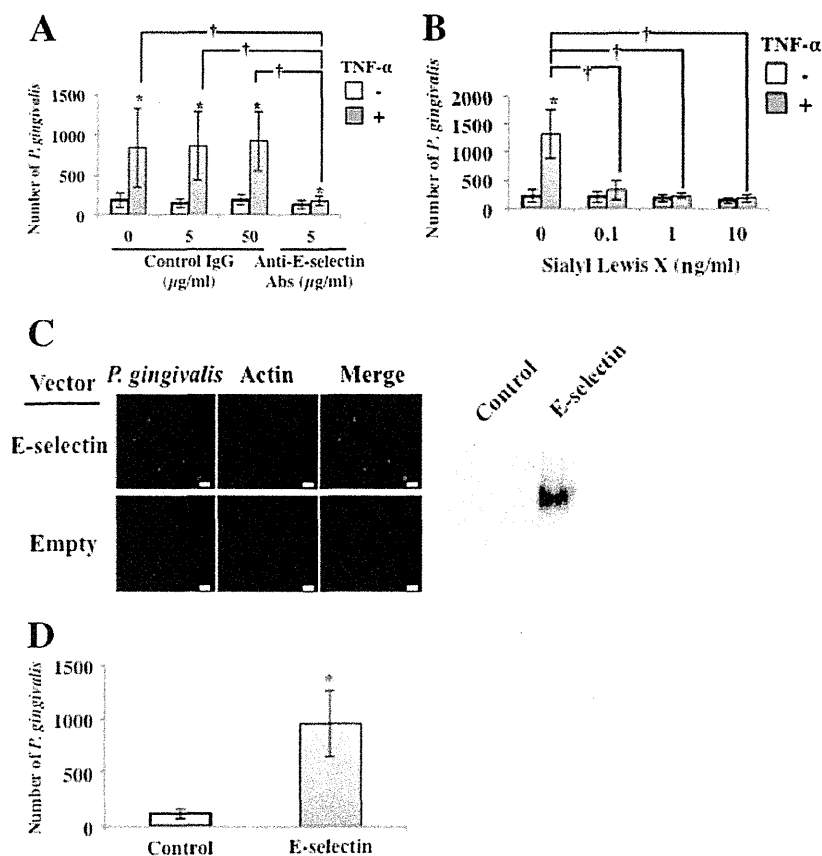 A
Number of P. gingivalis
1500
1000
500
0
*
*
*
*
†
†
†
TNF-α
-
+
0 5 50 5
Control IgG
(µg/ml)
Anti-E-selectin
Abs (µg/ml)
B
Number of P. gingivalis
2000
1500
1000
500
0
*
†
†
†
TNF-α
-
+
0 0.1 1 10
Sialyl Lewis X (ng/ml)
C
Vector P. gingivalis Actin Merge
E-selectin
Empty
Control
E-selectin
D
Number of P. gingivalis
1500
1000
500
0
*
Control E-selectin